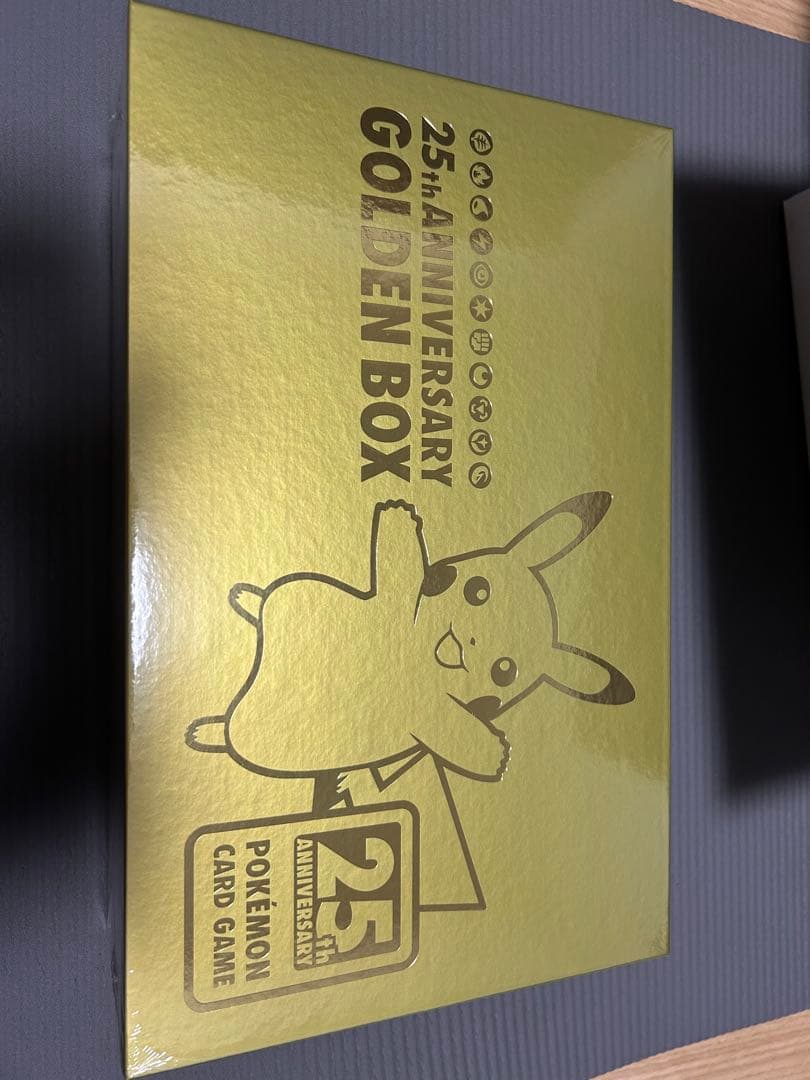 25th ANNIVERSARY
GOLDEN BOX
25th
ANNIVERSARY
POKÉMON
CARD GAME